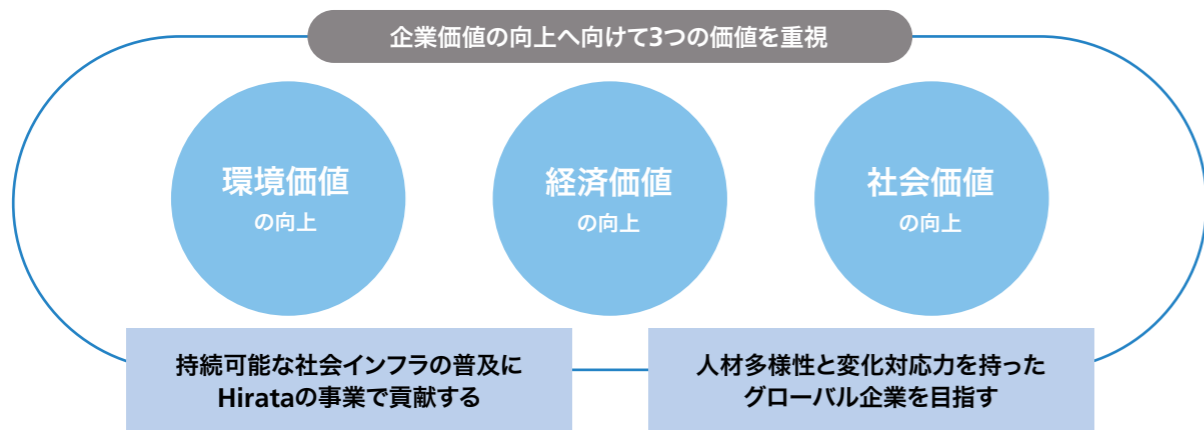 企業価値の向上へ向けて3つの価値を重視
環境価値
の向上
経済価値
の向上
社会価値
の向上
持続可能な社会インフラの普及に
Hirataの事業で貢献する
人材多様性と変化対応力を持った
グローバル企業を目指す